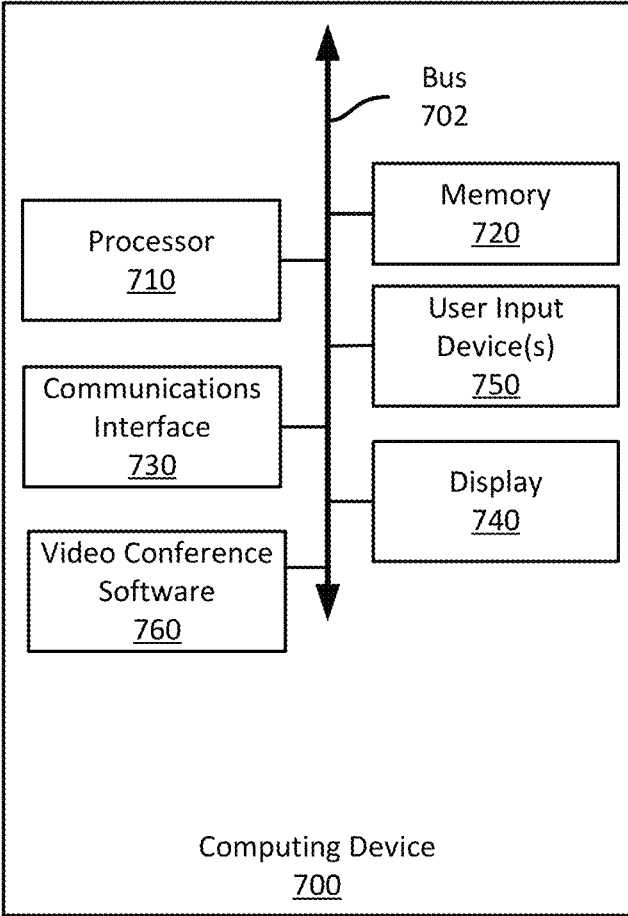 Bus
702
Memory
720
Processor
710
User Input
Device(s)
750
Communications
Interface
730
Display
740
Video Conference
Software
760
Computing Device
700